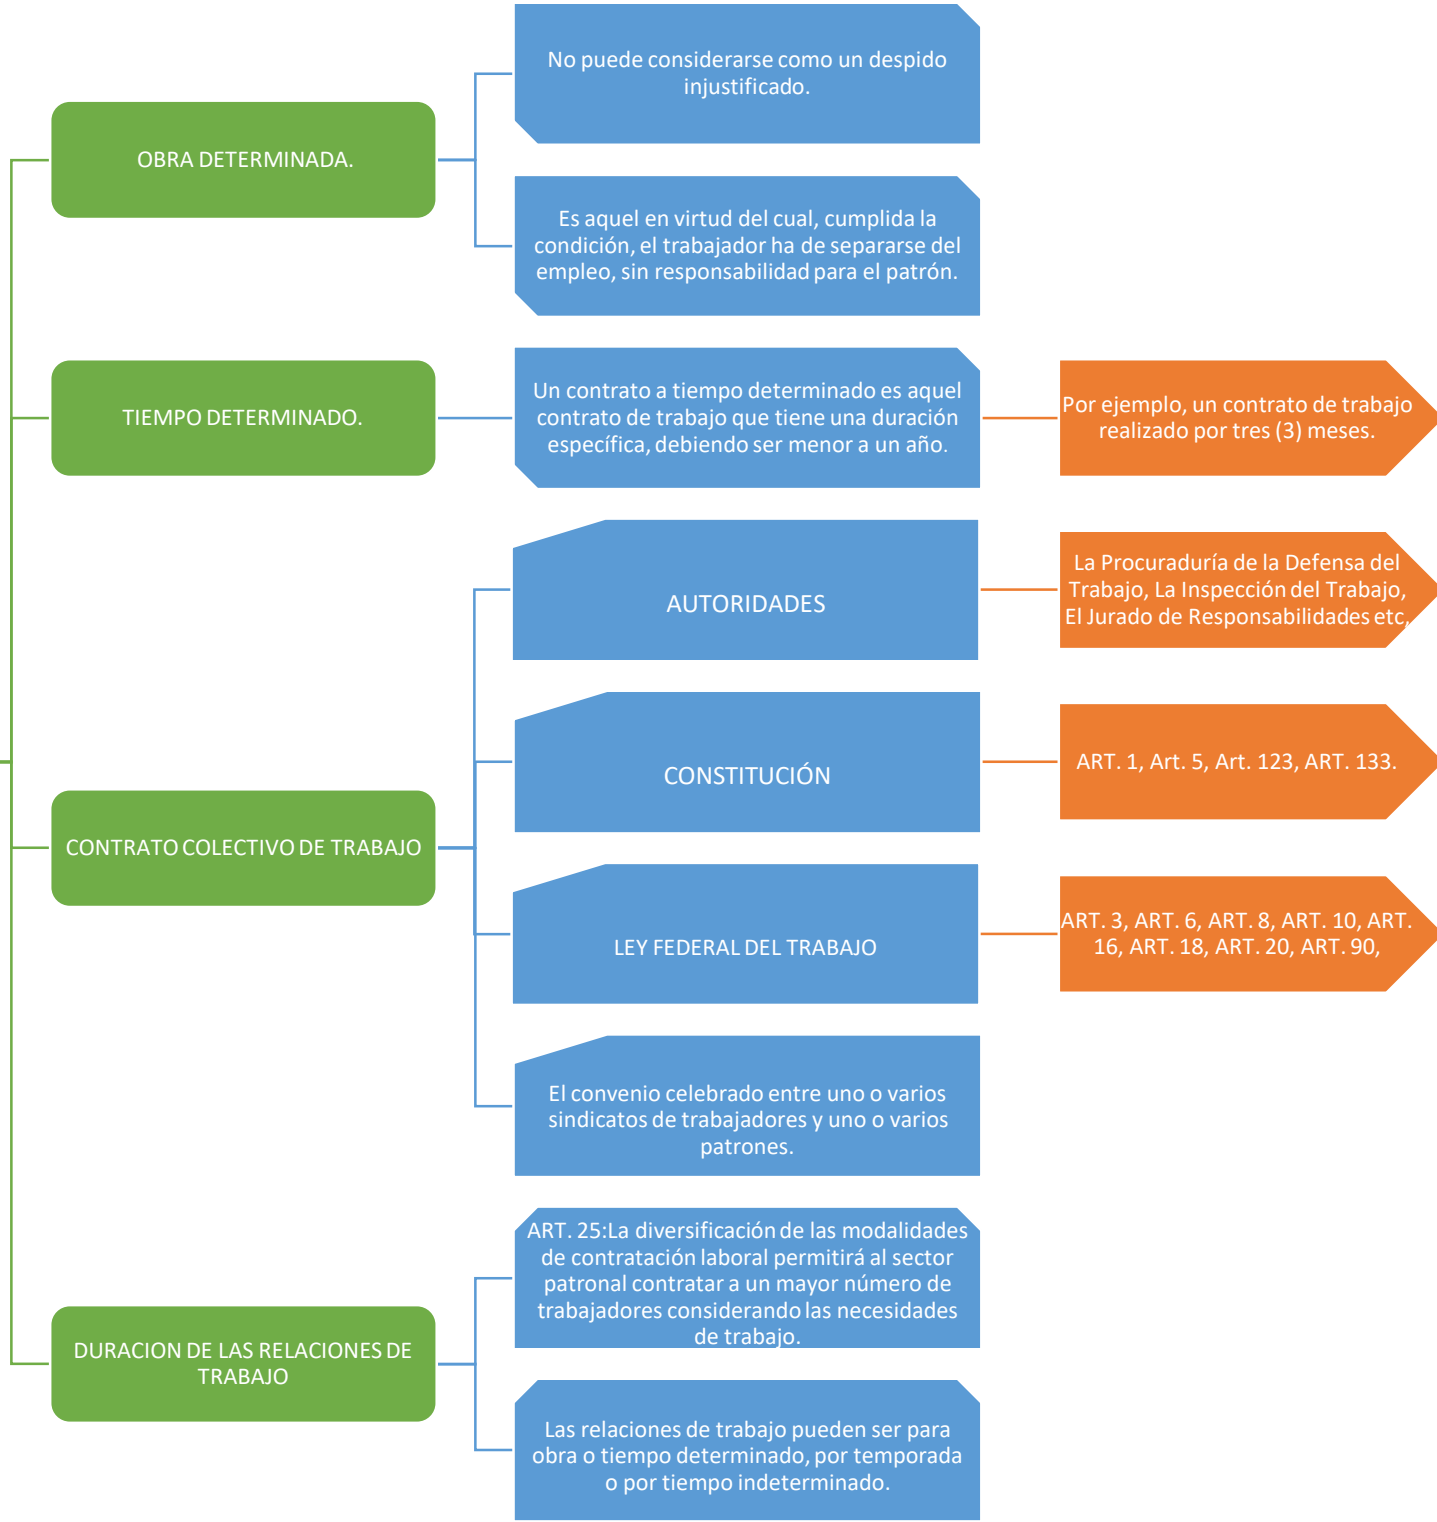 OBRA DETERMINADA.
No puede considerarse como un despido
injustificado.
Es aquel en virtud del cual, cumplida la
condición, el trabajador ha de separarse del
empleo, sin responsabilidad para el patrón.
TIEMPO DETERMINADO.
Un contrato a tiempo determinado es aquel
contrato de trabajo que tiene una duración
específica, debiendo ser menor a un año.
Por ejemplo, un contrato de trabajo
realizado por tres (3) meses.
CONTRATO COLECTIVO DE TRABAJO
AUTORIDADES
La Procuraduría de la Defensa del
Trabajo, La Inspección del Trabajo,
El Jurado de Responsabilidades etc,
CONSTITUCIÓN
ART. 1, Art. 5, Art. 123, ART. 133.
LEY FEDERAL DEL TRABAJO
ART. 3, ART. 6, ART. 8, ART. 10, ART.
16, ART. 18, ART. 20, ART. 90,
El convenio celebrado entre uno o varios
sindicatos de trabajadores y uno o varios
patrones.
DURACION DE LAS RELACIONES DE
TRABAJO
ART. 25:La diversificación de las modalidades
de contratación laboral permitirá al sector
patronal contratar a un mayor número de
trabajadores considerando las necesidades
de trabajo.
Las relaciones de trabajo pueden ser para
obra o tiempo determinado, por temporada
o por tiempo indeterminado.